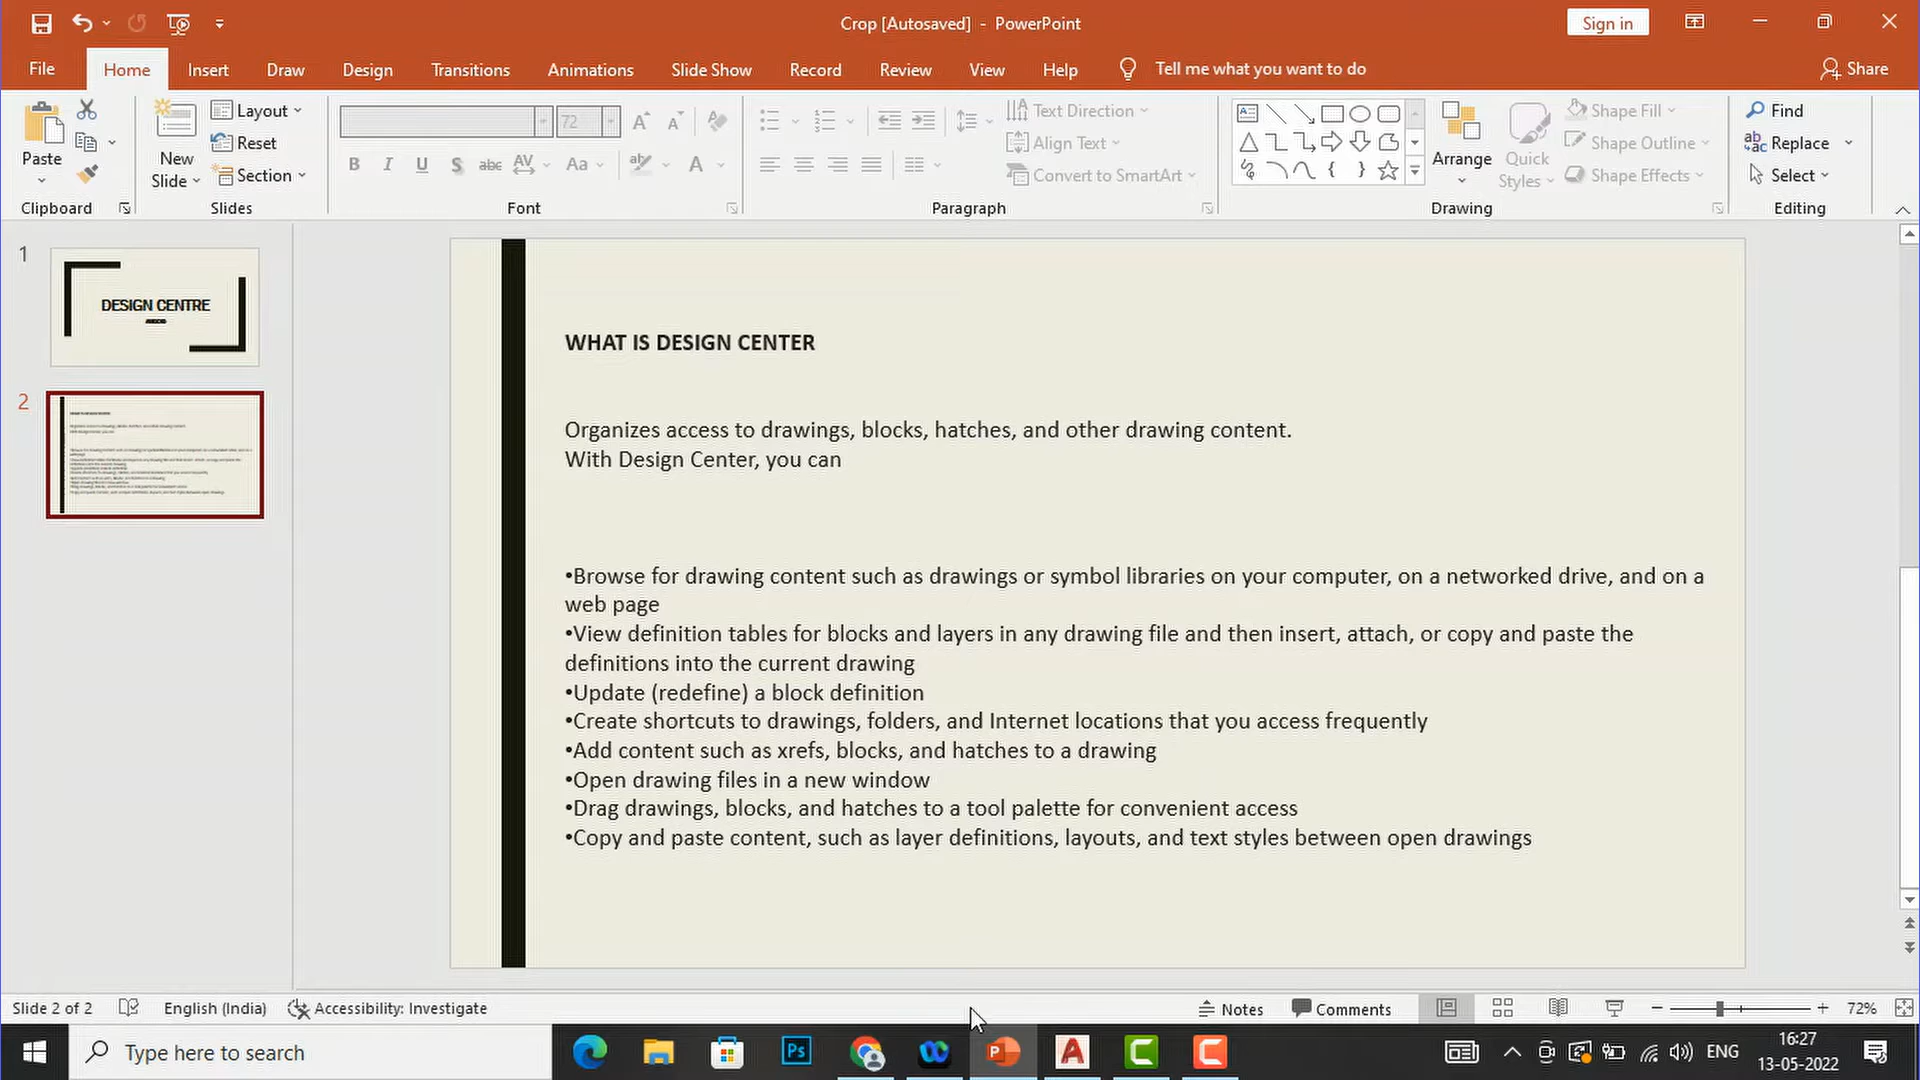 Crop [Autosaved] - PowerPoint
Sign in
File Home Insert Draw Design Transitions Animations Slide Show Record Review View Help Tell me what you want to do Share
Paste
Clipboard
New Slide
Layout
Reset
Section
Slides
72
B I U S abc AV Aa A
Font
Text Direction
Align Text
Convert to SmartArt
Paragraph
Arrange
Quick Styles
Shape Fill
Shape Outline
Shape Effects
Drawing
Find
Replace
Select
Editing
1
DESIGN CENTRE
2
WHAT IS DESIGN CENTER
Organizes access to drawings, blocks, hatches, and other drawing content.
With Design Center, you can
•Browse for drawing content such as drawings or symbol libraries on your computer, on a networked drive, and on a
web page
•View definition tables for blocks and layers in any drawing file and then insert, attach, or copy and paste the
definitions into the current drawing
•Update (redefine) a block definition
•Create shortcuts to drawings, folders, and Internet locations that you access frequently
•Add content such as xrefs, blocks, and hatches to a drawing
•Open drawing files in a new window
•Drag drawings, blocks, and hatches to a tool palette for convenient access
•Copy and paste content, such as layer definitions, layouts, and text styles between open drawings
Slide 2 of 2 English (India) Accessibility: Investigate Notes Comments 72%
Type here to search
Ps
ENG
16:27
13-05-2022